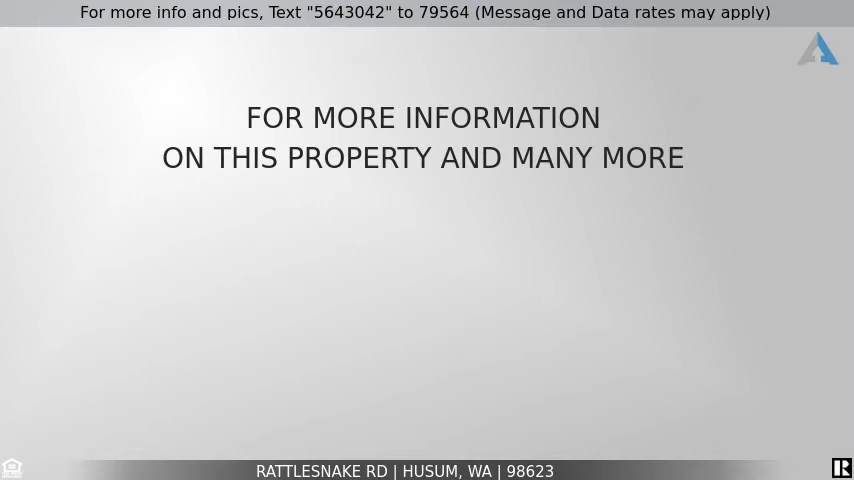 For more info and pics, Text "5643042" to 79564 (Message and Data rates may apply)
FOR MORE INFORMATION
ON THIS PROPERTY AND MANY MORE
RATTLESNAKE RD | HUSUM, WA | 98623